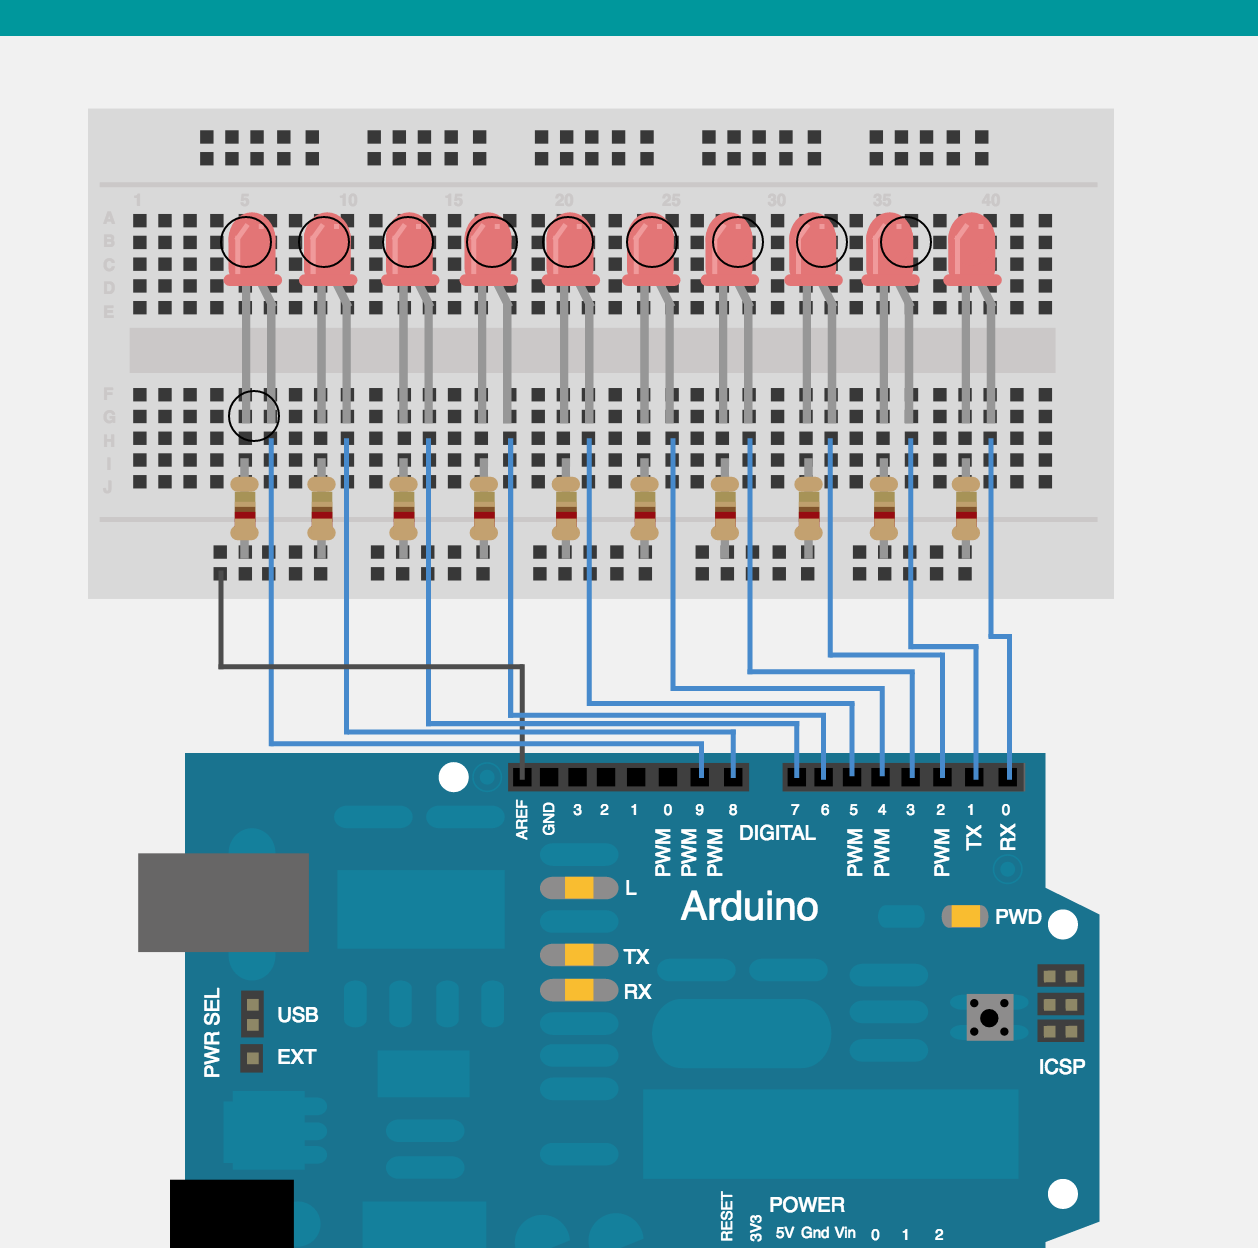 1 5 10 15 20 25 30 35 40
A
B
C
D
E
F
G
H
I
J
AREF GND 3 2 1 0 9 8 7 6 5 4 3 2 1 0
PWM PWM PWM DIGITAL PWM PWM PWM TX RX
L
Arduino
PWD
TX
RX
PWR SEL
USB
EXT
ICSP
RESET 3V3 POWER
5V Gnd Vin 0 1 2